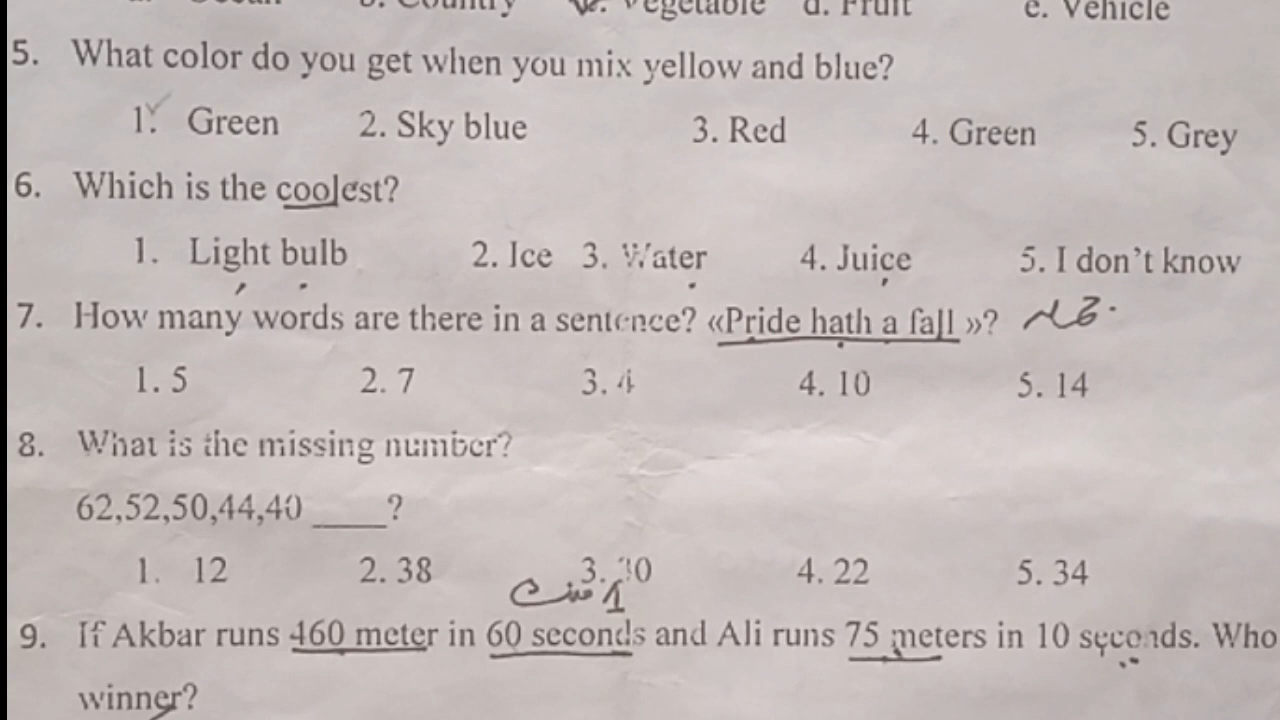 b. Country c. Vegetable d. Fruit e. Vehicle
5. What color do you get when you mix yellow and blue?
1. Green 2. Sky blue 3. Red 4. Green 5. Grey
6. Which is the coolest?
1. Light bulb 2. Ice 3. Water 4. Juice 5. I don't know
7. How many words are there in a sentence? «Pride hath a fall »?
1. 5 2. 7 3. 4 4. 10 5. 14
8. What is the missing number?
62,52,50,44,40 ____?
1. 12 2. 38 3. 30 4. 22 5. 34
9. If Akbar runs 460 meter in 60 seconds and Ali runs 75 meters in 10 seconds. Who
winner?